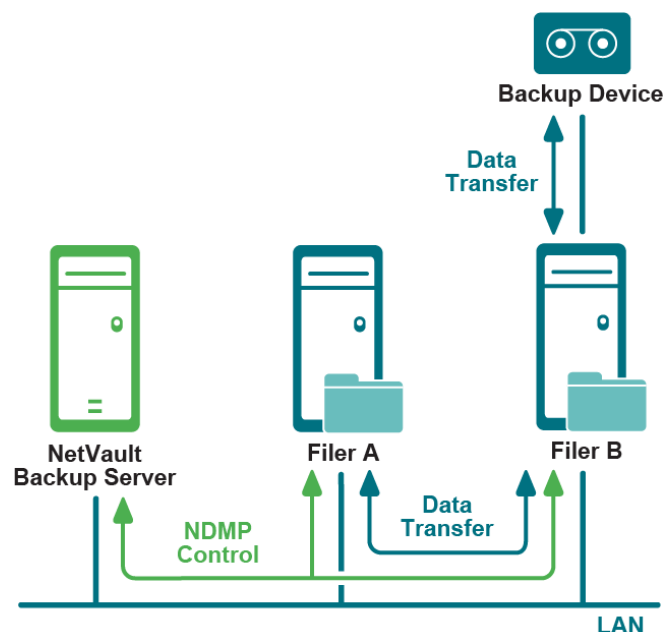 Backup Device
Data
Transfer
NetVault
Backup Server
Filer A
Filer B
NDMP
Control
Data
Transfer
LAN